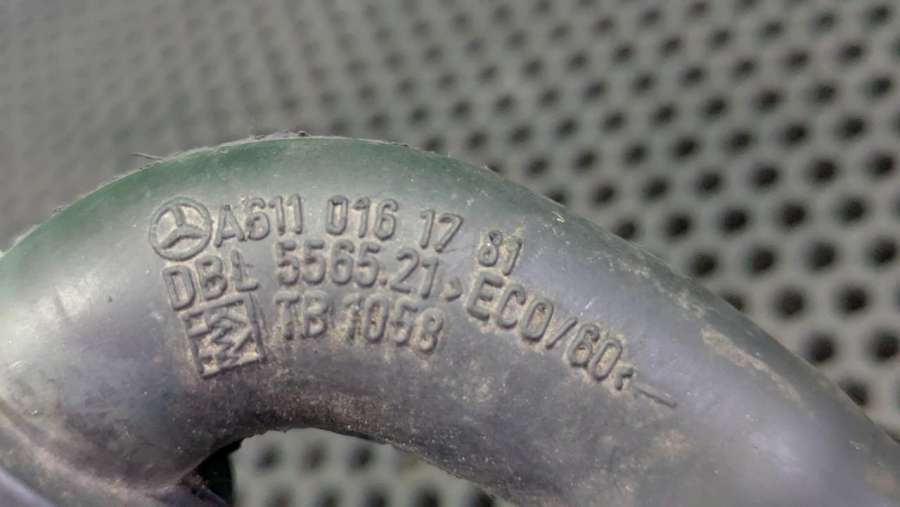 A611 016 17 81
DBL 5565.21 >ECO/60<
TB 1058